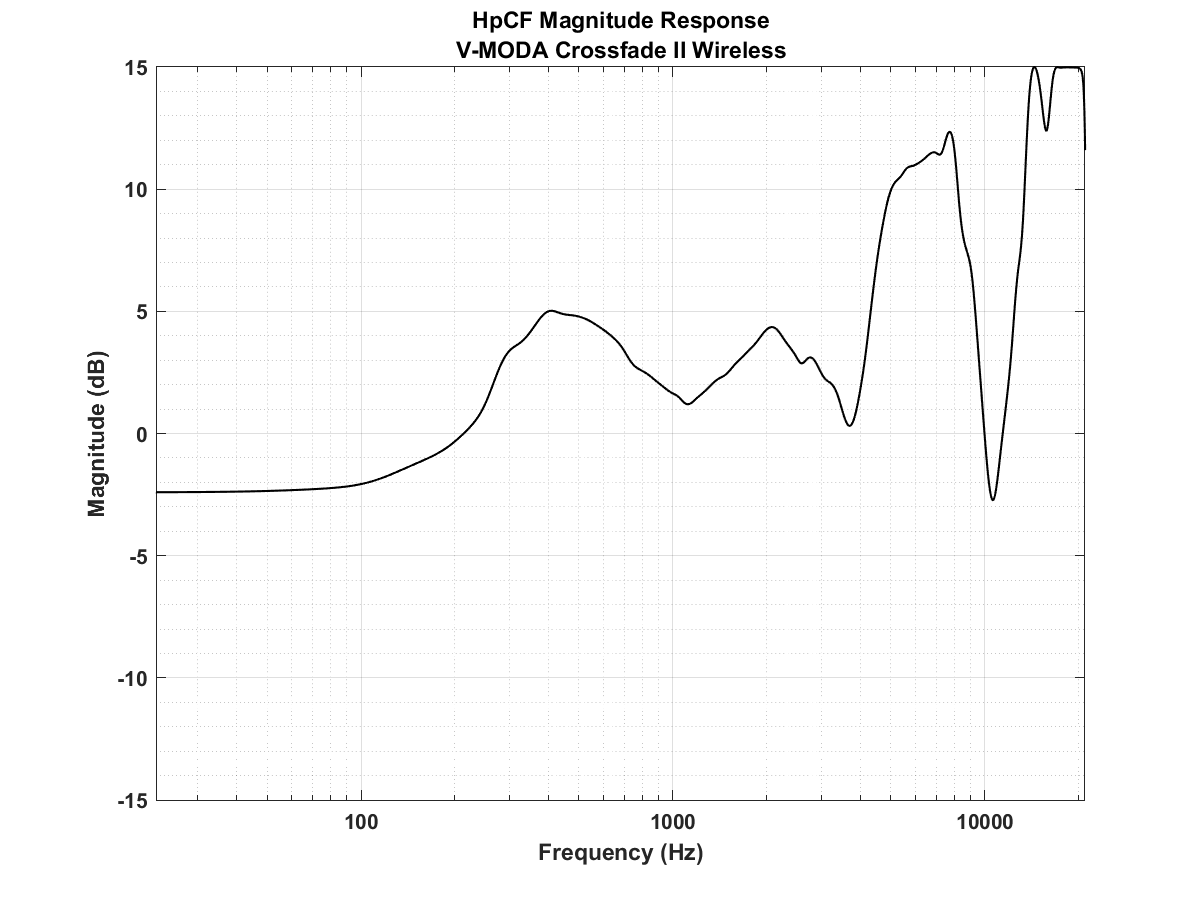 HpCF Magnitude Response
V-MODA Crossfade II Wireless
15
10
5
0
-5
-10
-15
Magnitude (dB)
100
1000
10000
Frequency (Hz)